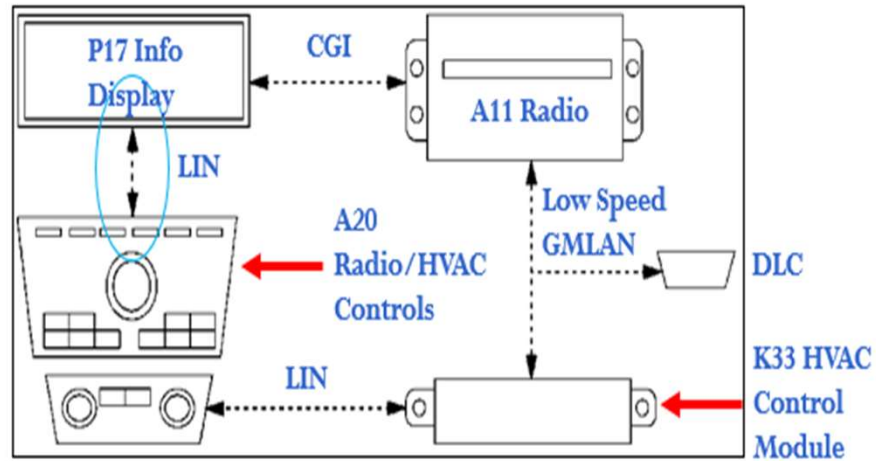 P17 Info
Display
CGI
A11 Radio
LIN
Low Speed
GMLAN
A20
Radio/HVAC
Controls
DLC
LIN
K33 HVAC
Control
Module